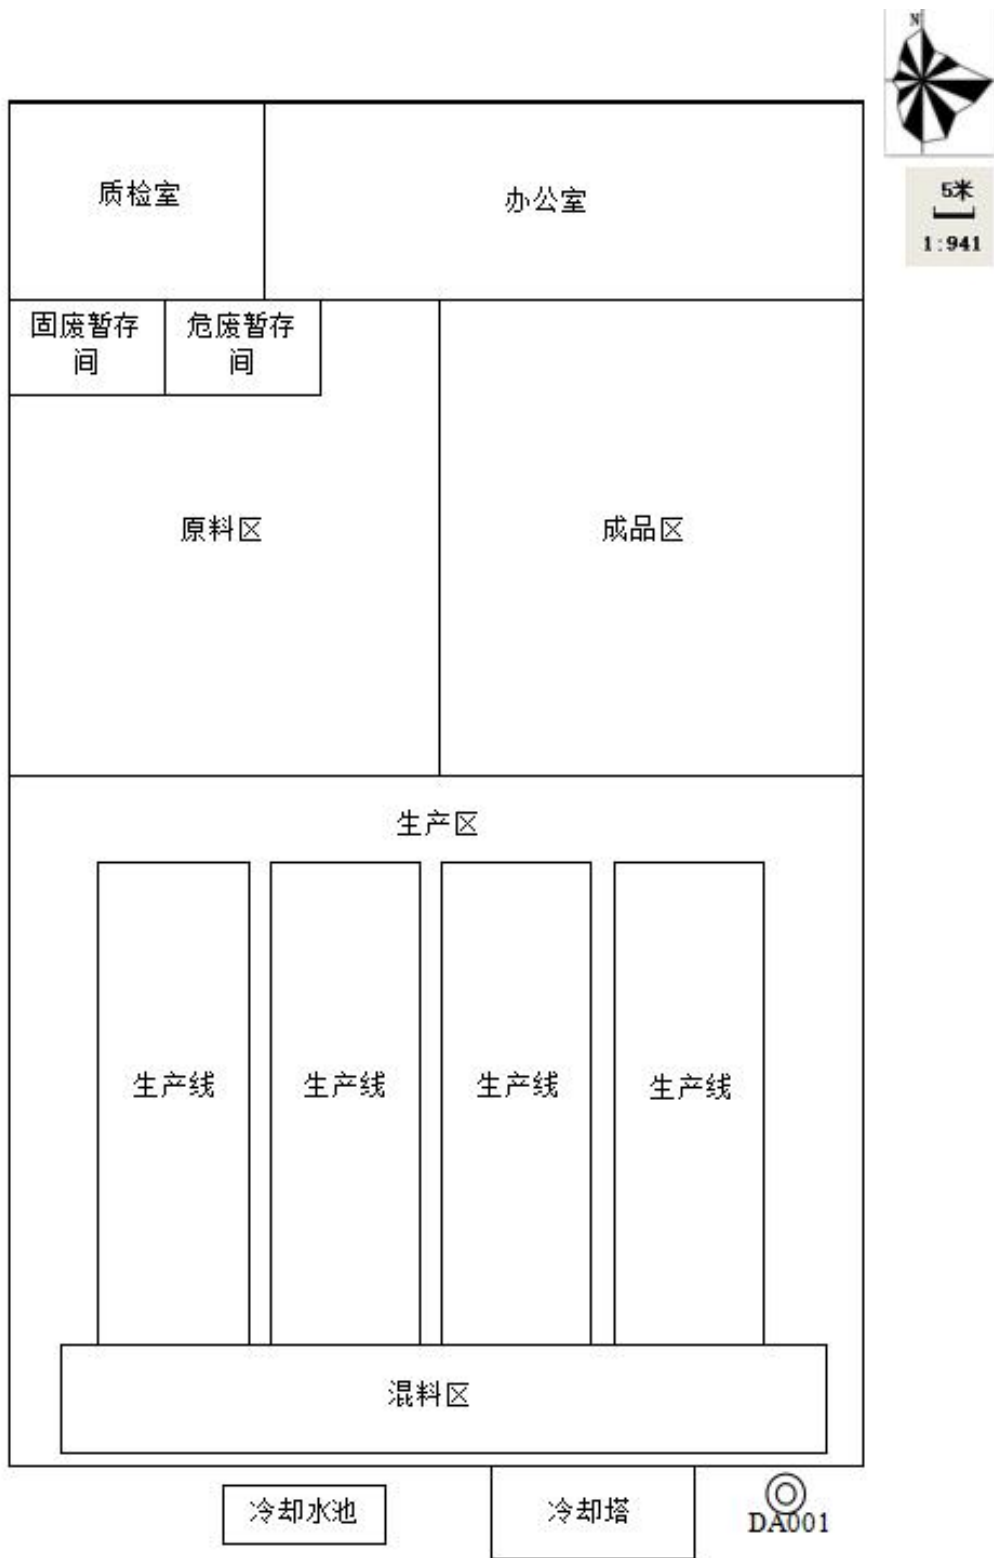 N
5米
1:941
质检室
办公室
固废暂存
间
危废暂存
间
原料区
成品区
生产区
生产线
生产线
生产线
生产线
混料区
冷却水池
冷却塔
DA001